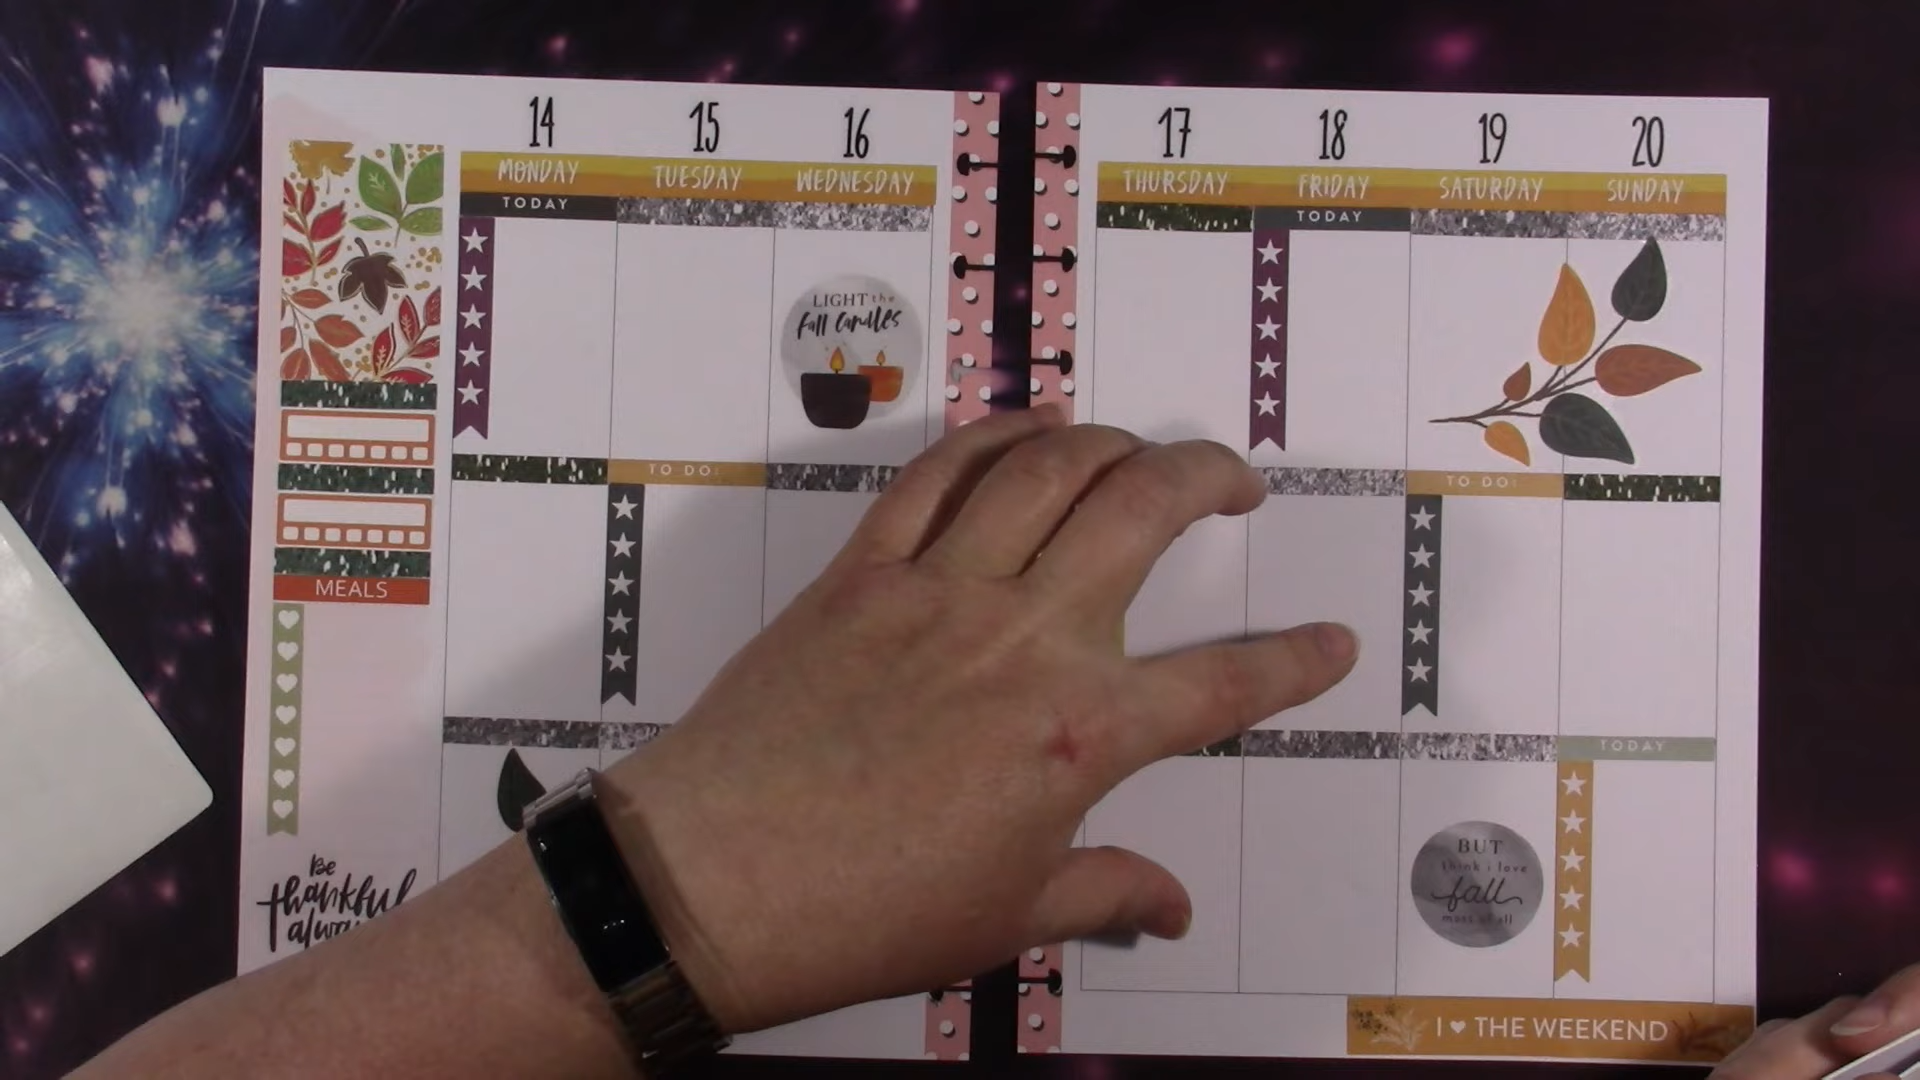 14 15 16 17 18 19 20
MONDAY TUESDAY WEDNESDAY THURSDAY FRIDAY SATURDAY SUNDAY
TODAY TODAY
LIGHT the
fall candles
TO DO: TO DO:
MEALS
TODAY
BUT
think i love
fall
most of all
Be
thankful
I ♥ THE WEEKEND